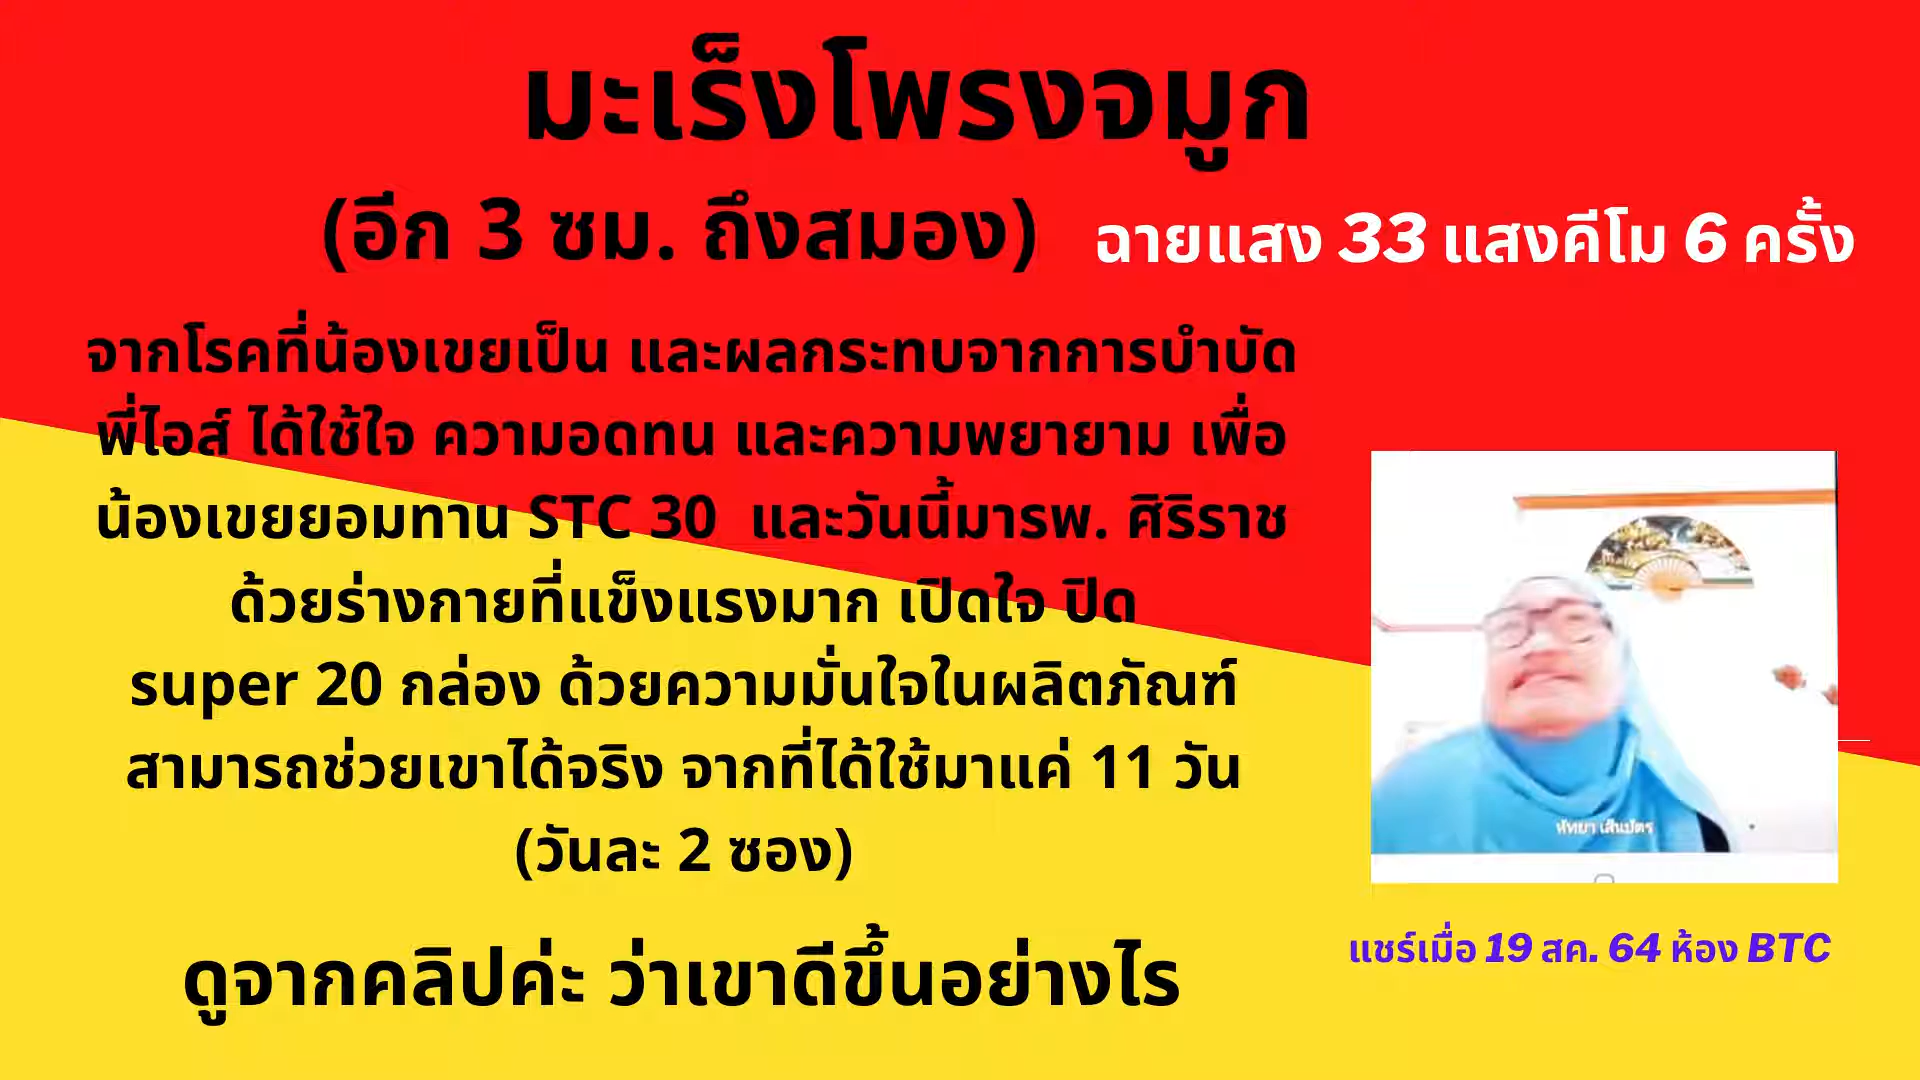 มะเร็งโพรงจมูก
(อีก 3 ซม. ถึงสมอง)
ฉายแสง 33 แสงคีโม 6 ครั้ง
จากโรคที่น้องเขยเป็น และผลกระทบจากการบำบัด
พี่ไอส์ ได้ใช้ใจ ความอดทน และความพยายาม เพื่อ
น้องเขยยอมทาน STC 30 และวันนี้มารพ. ศิริราช
ด้วยร่างกายที่แข็งแรงมาก เปิดใจ ปิด
super 20 กล่อง ด้วยความมั่นใจในผลิตภัณฑ์
สามารถช่วยเขาได้จริง จากที่ได้ใช้มาแค่ 11 วัน
(วันละ 2 ซอง)
ดูจากคลิปค่ะ ว่าเขาดีขึ้นอย่างไร
หัทยา เส็นบัตร
แชร์เมื่อ 19 สค. 64 ห้อง BTC